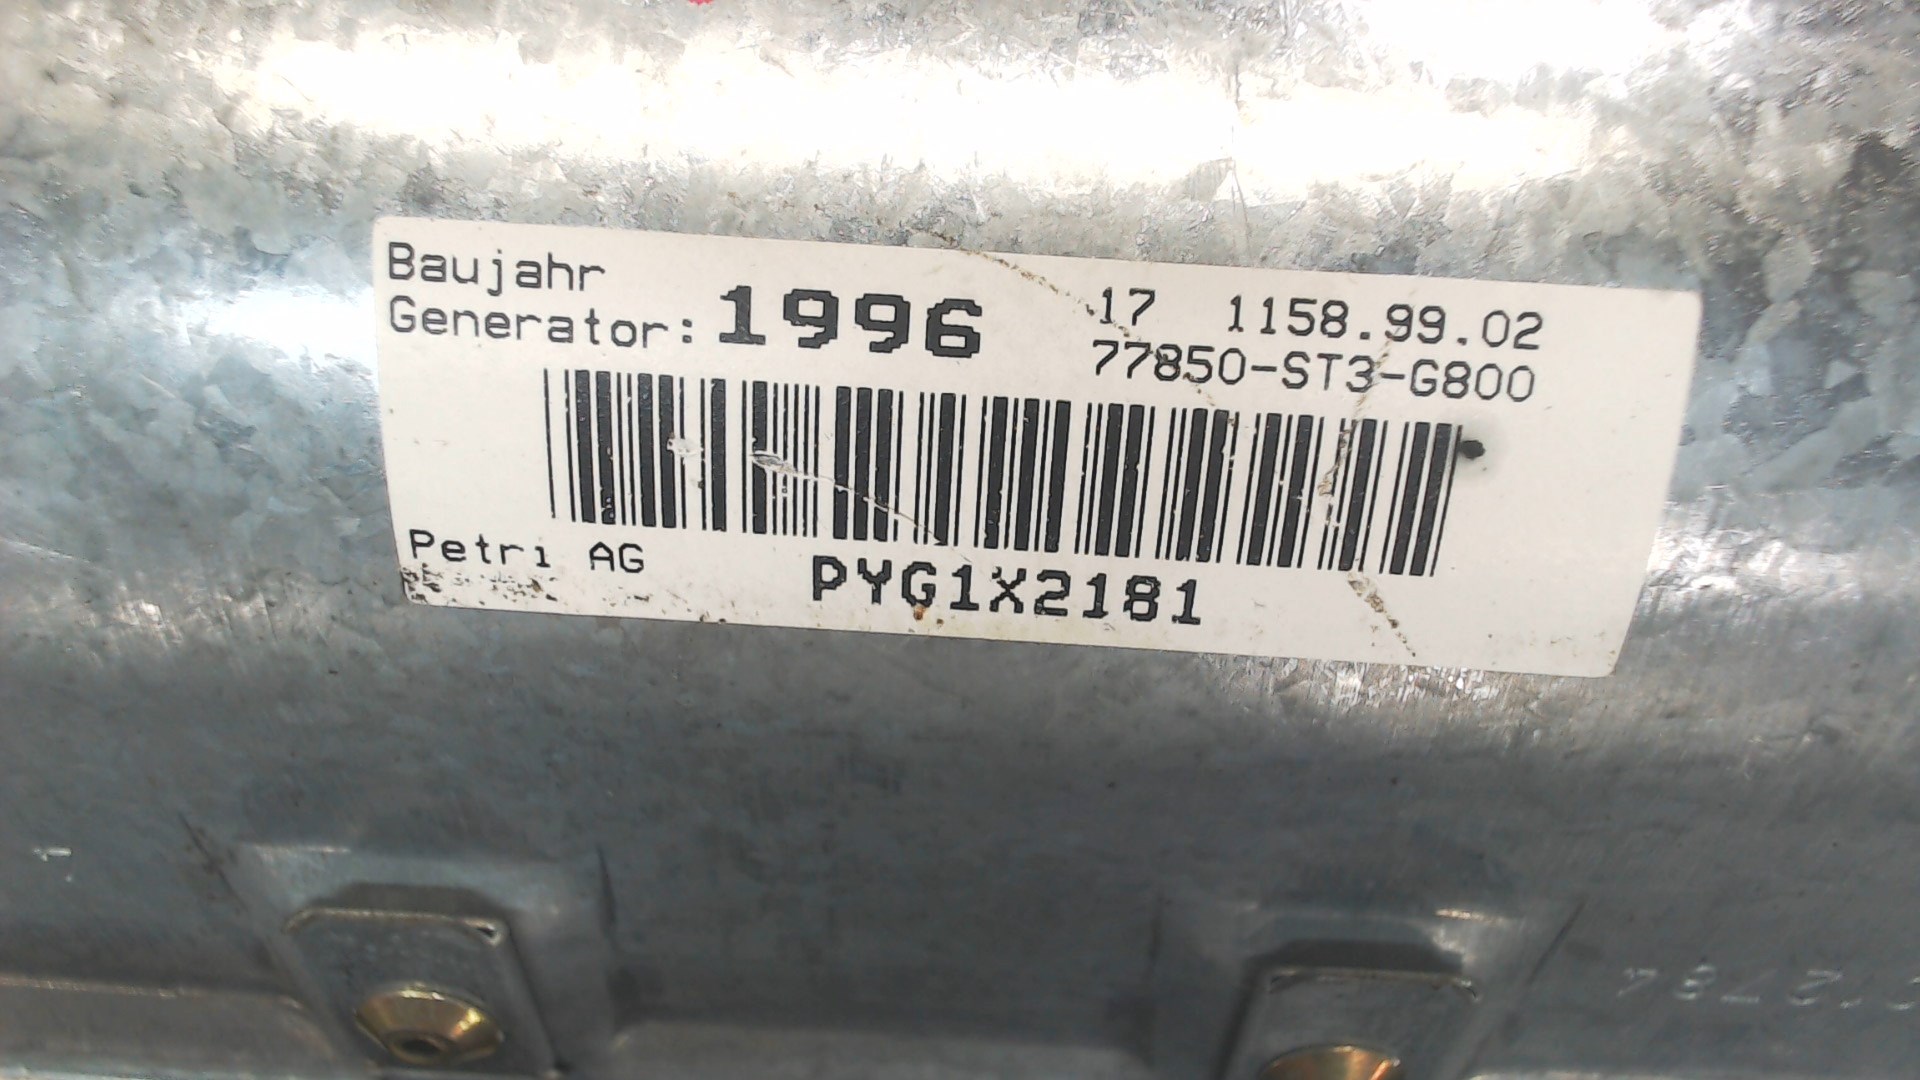 Baujahr
Generator: 1996
17 1158.99.02
77850-ST3-G800
Petri AG
PYG1X2181